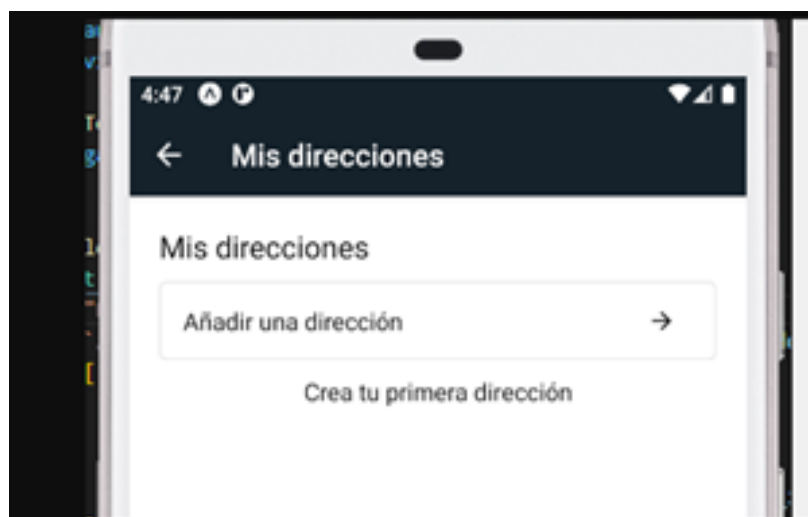 4:47
Mis direcciones
Mis direcciones
Añadir una dirección
Crea tu primera dirección